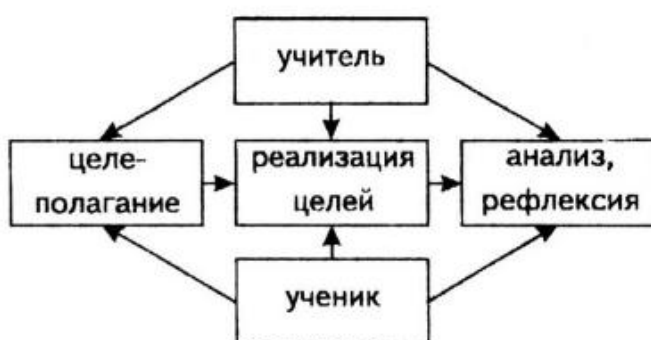 учитель
целе-
полагание
реализация
целей
анализ,
рефлексия
ученик